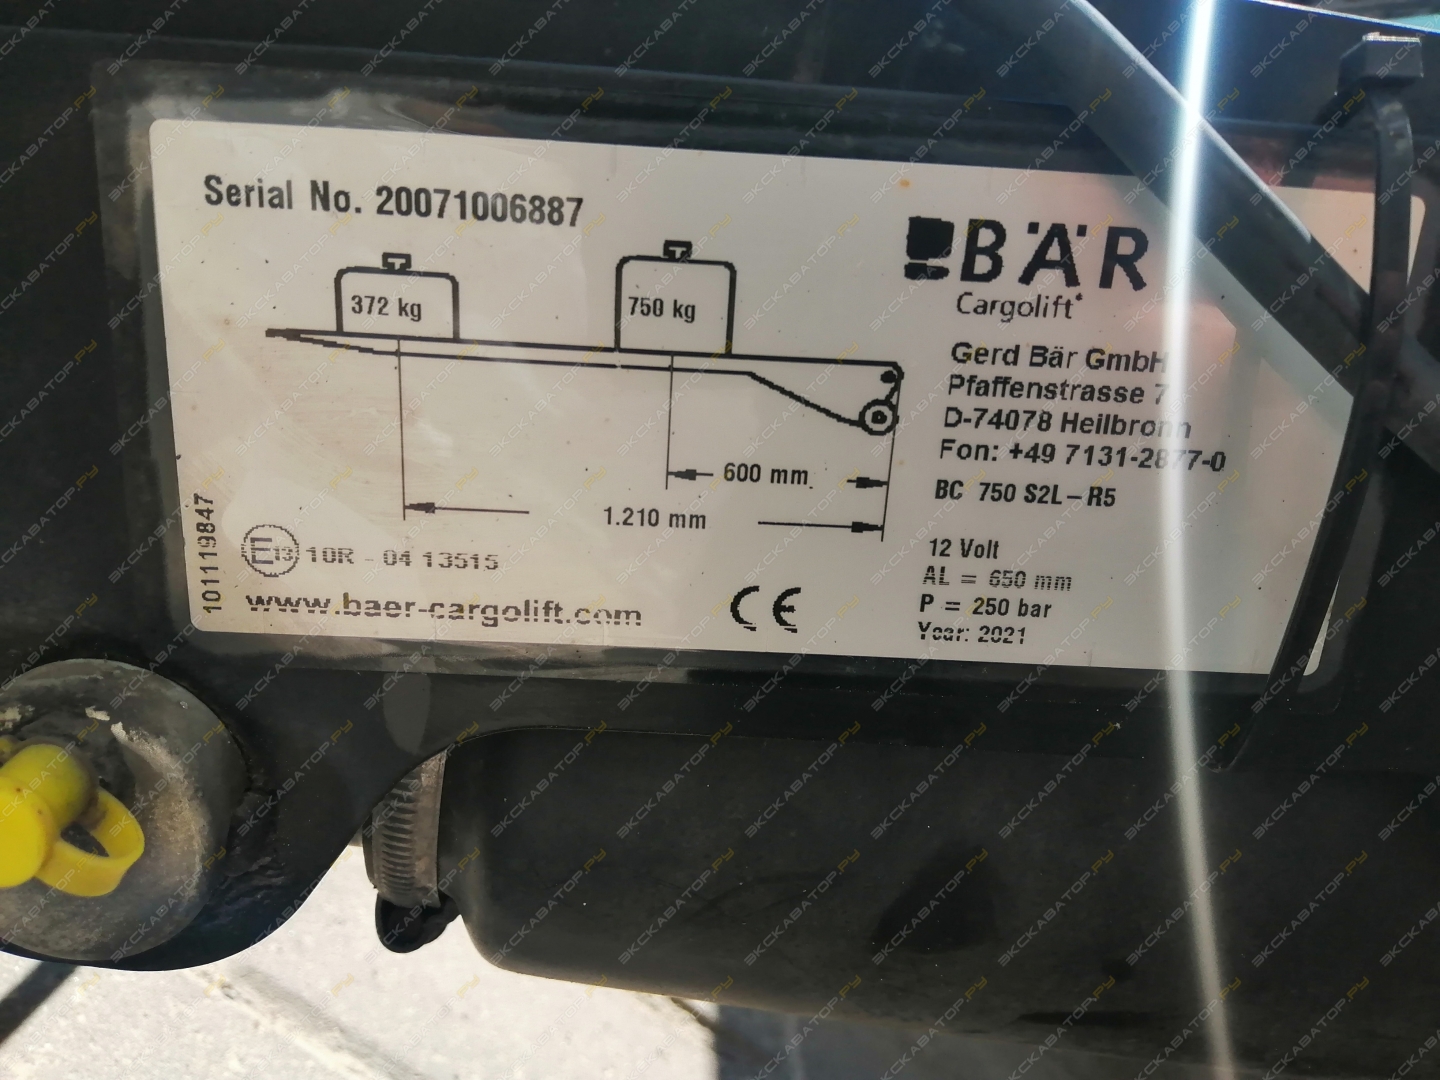 Serial No. 20071006887
372 kg
750 kg
600 mm
1.210 mm
101119847
E13 10R - 04 13515
www.baer-cargolift.com
CE
BÄR
Cargolift
Gerd Bär GmbH
Pfaffenstrasse 7
D-74078 Heilbronn
Fon: +49 7131-2877-0
BC 750 S2L-R5
12 Volt
AL = 650 mm
P = 250 bar
Year: 2021
ЭКСКАВАТОР.РУ